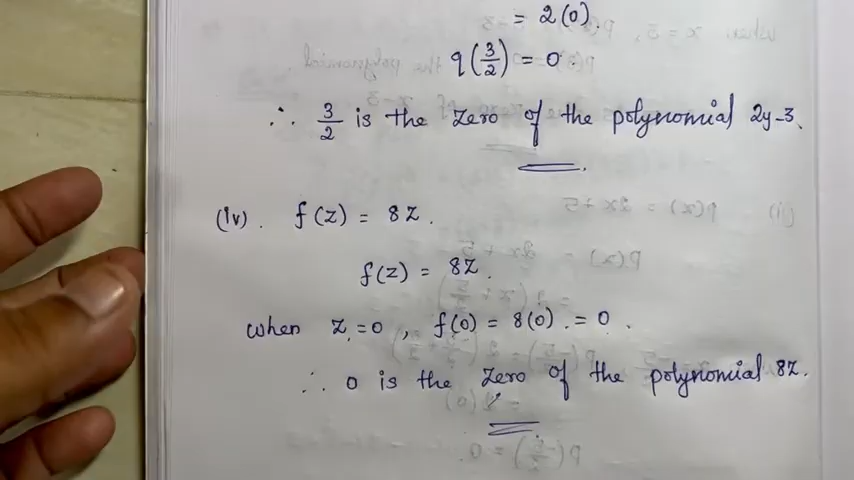 = 2(0).
q(3/2) = 0.
∴ 3/2 is the zero of the polynomial 2y-3.
(iv). f(z) = 8z.
f(z) = 8z.
when z=0, f(0) = 8(0) = 0.
∴ 0 is the zero of the polynomial 8z.